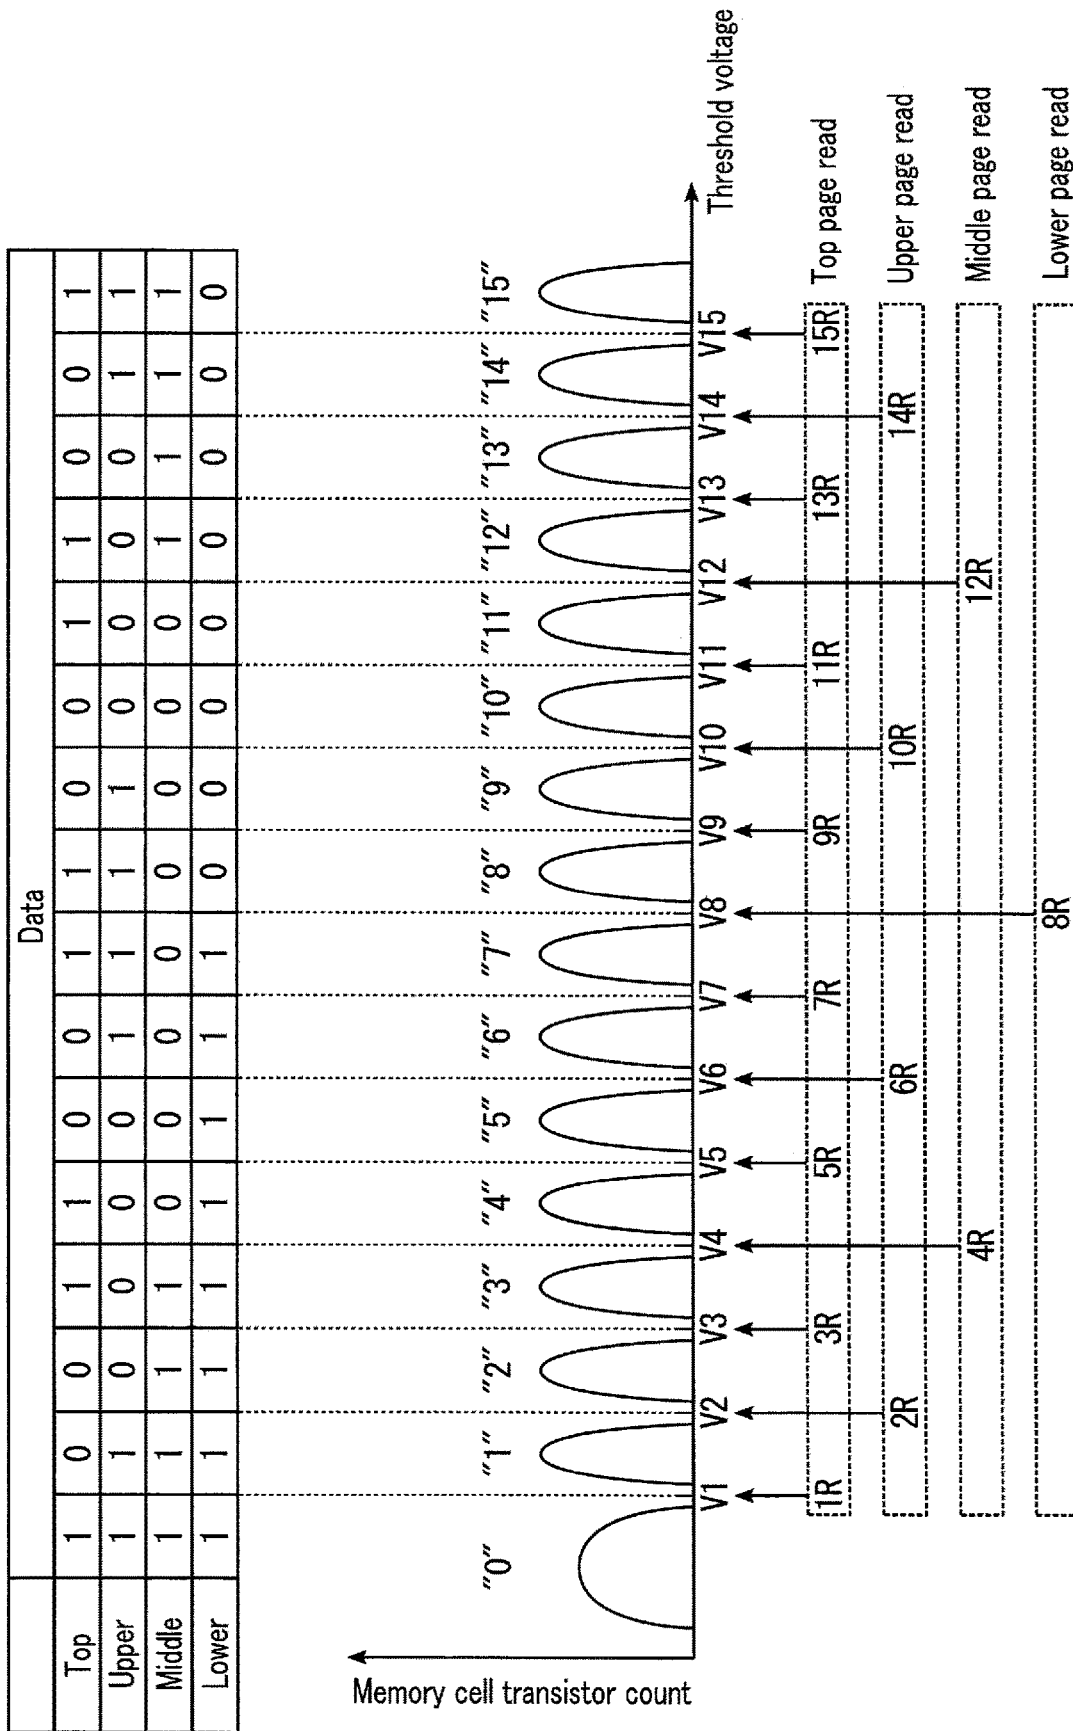 Data
Top 1 0 0 1 1 0 0 1 1 0 0 1 1 0 0 1
Upper 1 1 0 0 0 0 1 1 1 1 0 0 0 0 1 1
Middle 1 1 1 1 0 0 0 0 0 0 0 0 1 1 1 1
Lower 1 1 1 1 1 1 1 1 0 0 0 0 0 0 0 0
"0" "1" "2" "3" "4" "5" "6" "7" "8" "9" "10" "11" "12" "13" "14" "15"
Memory cell transistor count
V1 V2 V3 V4 V5 V6 V7 V8 V9 V10 V11 V12 V13 V14 V15
Threshold voltage
1R 3R 5R 7R 9R 11R 13R 15R Top page read
2R 6R 10R 14R Upper page read
4R 12R Middle page read
8R Lower page read